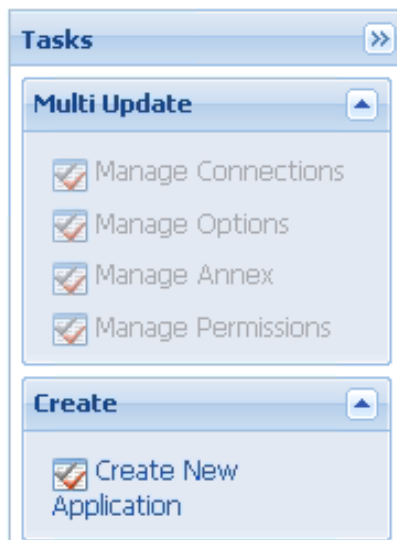 Tasks
Multi Update
Manage Connections
Manage Options
Manage Annex
Manage Permissions
Create
Create New
Application